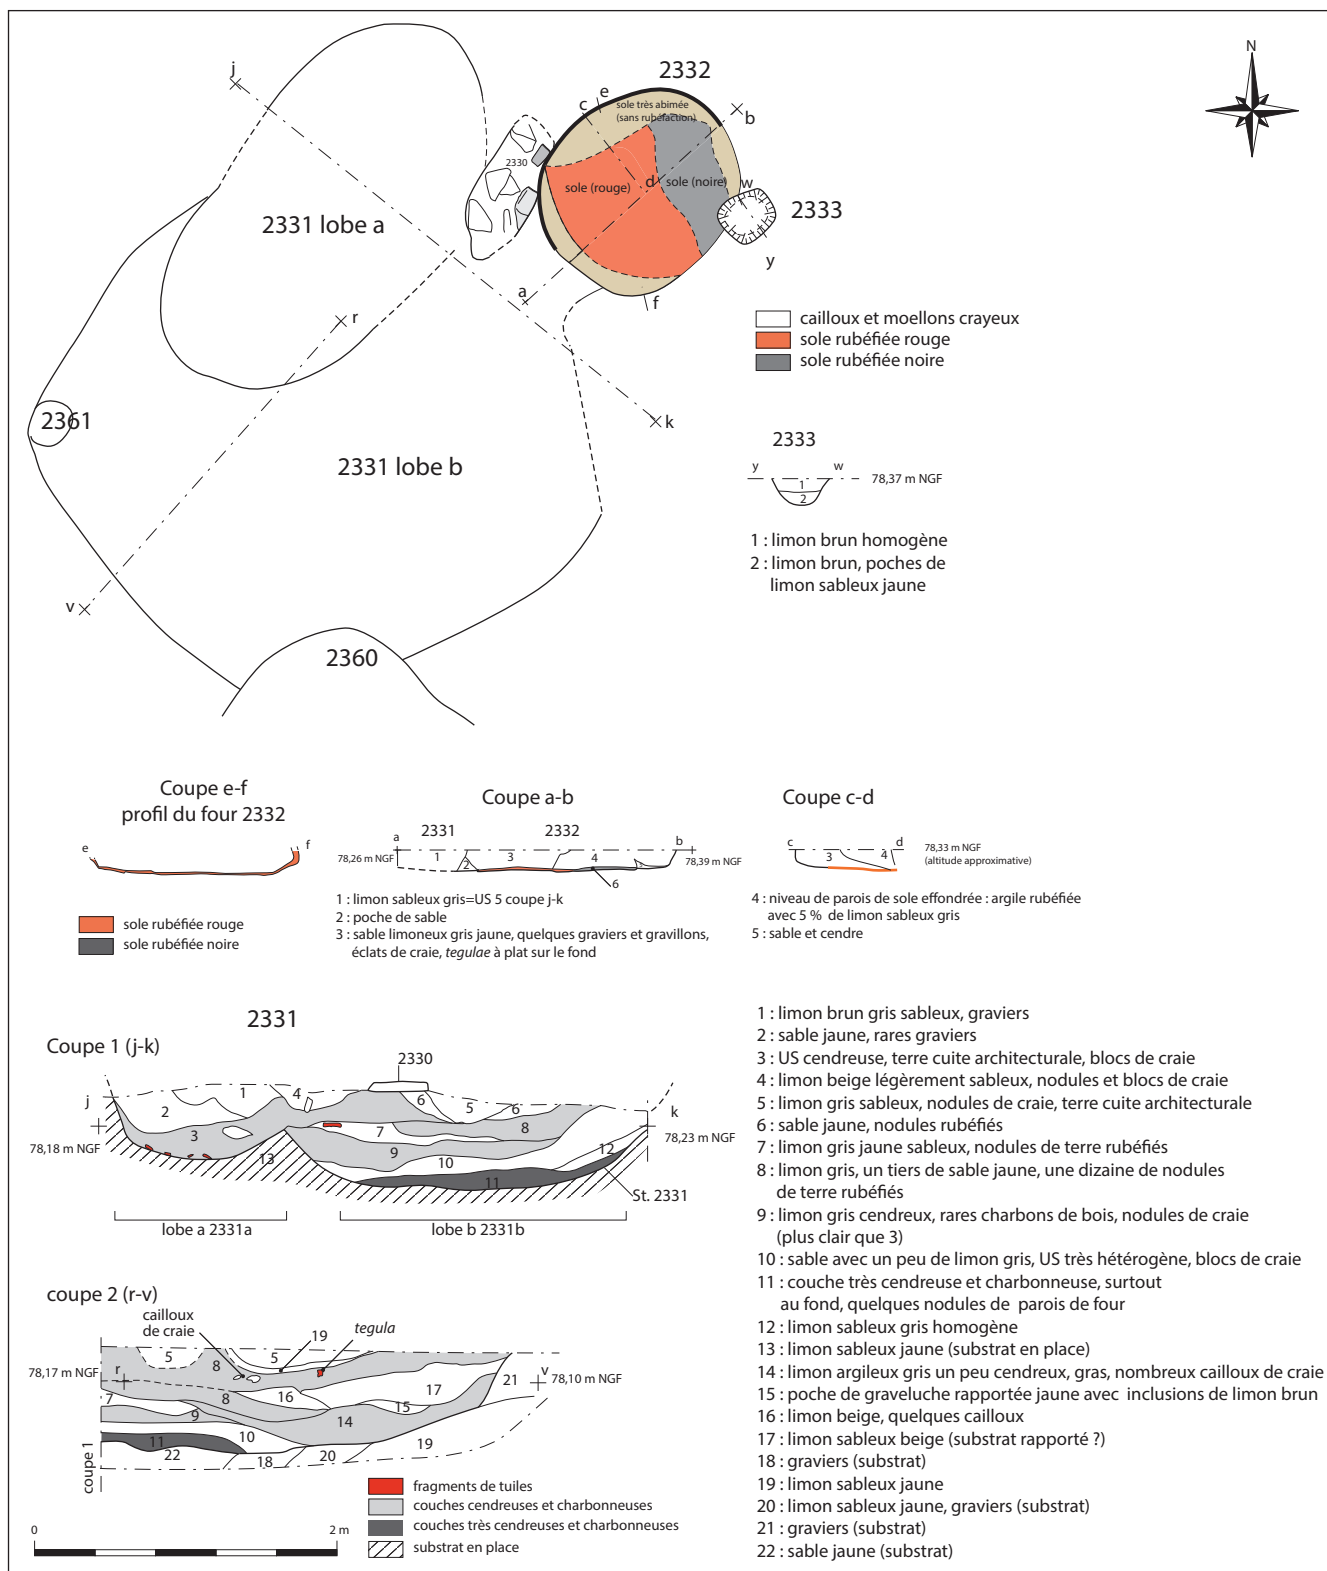 N
j
2332
e
c
sole très abimée
(sans rubéfaction)
b
2330
d
sole (rouge)
sole (noire)
w
2333
2331 lobe a
y
a
f
r
cailloux et moellons crayeux
sole rubéfiée rouge
sole rubéfiée noire
2361
k
2331 lobe b
2333
y
w
1
2
78,37 m NGF
1 : limon brun homogène
2 : limon brun, poches de
limon sableux jaune
v
2360
Coupe e-f
profil du four 2332
e
f
sole rubéfiée rouge
sole rubéfiée noire
Coupe a-b
a
2331
2332
b
78,26 m NGF
1
2
3
4
78,39 m NGF
6
1 : limon sableux gris=US 5 coupe j-k
2 : poche de sable
3 : sable limoneux gris jaune, quelques graviers et gravillons,
éclats de craie, tegulae à plat sur le fond
Coupe c-d
c
d
3
4
78,33 m NGF
(altitude approximative)
4 : niveau de parois de sole effondrée : argile rubéfiée
avec 5 % de limon sableux gris
5 : sable et cendre
2331
Coupe 1 (j-k)
2330
j
1
4
2
6
5
6
k
3
7
8
78,18 m NGF
13
9
10
12
78,23 m NGF
11
St. 2331
lobe a 2331a
lobe b 2331b
coupe 2 (r-v)
cailloux
de craie
19
tegula
5
8
5
78,17 m NGF
r
v
78,10 m NGF
7
8
16
17
21
9
15
14
11
10
22
18
20
19
coupe 1
fragments de tuiles
couches cendreuses et charbonneuses
couches très cendreuses et charbonneuses
substrat en place
0
2 m
1 : limon brun gris sableux, graviers
2 : sable jaune, rares graviers
3 : US cendreuse, terre cuite architecturale, blocs de craie
4 : limon beige légèrement sableux, nodules et blocs de craie
5 : limon gris sableux, nodules de craie, terre cuite architecturale
6 : sable jaune, nodules rubéfiés
7 : limon gris jaune sableux, nodules de terre rubéfiés
8 : limon gris, un tiers de sable jaune, une dizaine de nodules
de terre rubéfiés
9 : limon gris cendreux, rares charbons de bois, nodules de craie
(plus clair que 3)
10 : sable avec un peu de limon gris, US très hétérogène, blocs de craie
11 : couche très cendreuse et charbonneuse, surtout
au fond, quelques nodules de parois de four
12 : limon sableux gris homogène
13 : limon sableux jaune (substrat en place)
14 : limon argileux gris un peu cendreux, gras, nombreux cailloux de craie
15 : poche de graveluche rapportée jaune avec inclusions de limon brun
16 : limon beige, quelques cailloux
17 : limon sableux beige (substrat rapporté ?)
18 : graviers (substrat)
19 : limon sableux jaune
20 : limon sableux jaune, graviers (substrat)
21 : graviers (substrat)
22 : sable jaune (substrat)